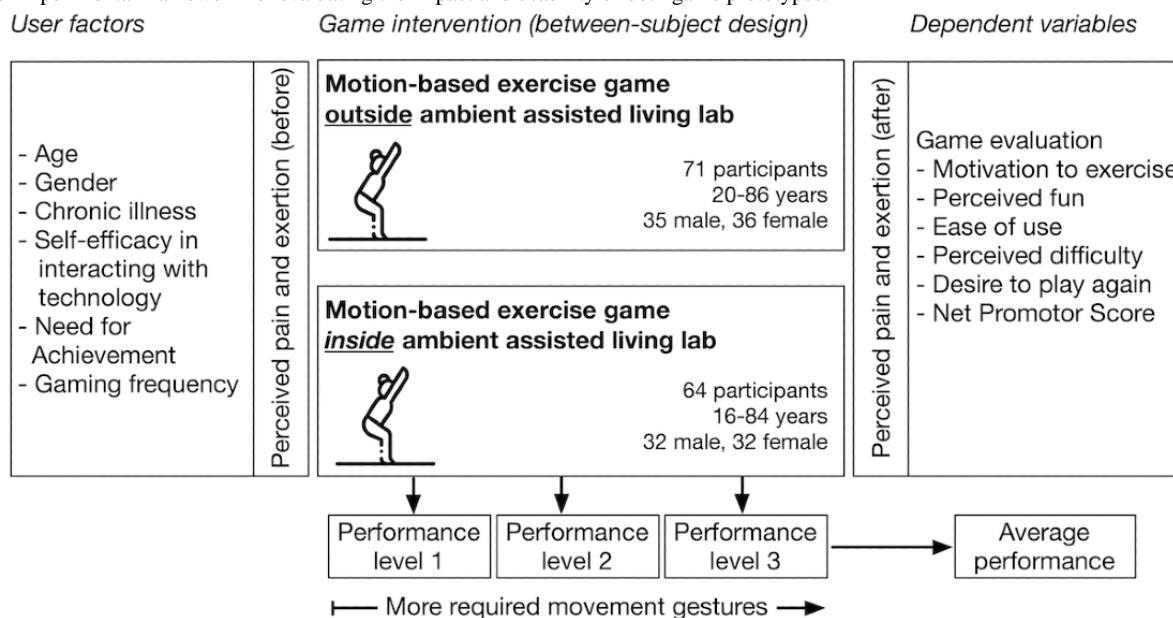 User factors
Game intervention (between-subject design)
Dependent variables
- Age
- Gender
- Chronic illness
- Self-efficacy in
interacting with
technology
- Need for
Achievement
- Gaming frequency
Perceived pain and exertion (before)
Motion-based exercise game
outside ambient assisted living lab
71 participants
20-86 years
35 male, 36 female
Motion-based exercise game
inside ambient assisted living lab
64 participants
16-84 years
32 male, 32 female
Perceived pain and exertion (after)
Game evaluation
- Motivation to exercise
- Perceived fun
- Ease of use
- Perceived difficulty
- Desire to play again
- Net Promotor Score
Performance
level 1
Performance
level 2
Performance
level 3
Average
performance
More required movement gestures